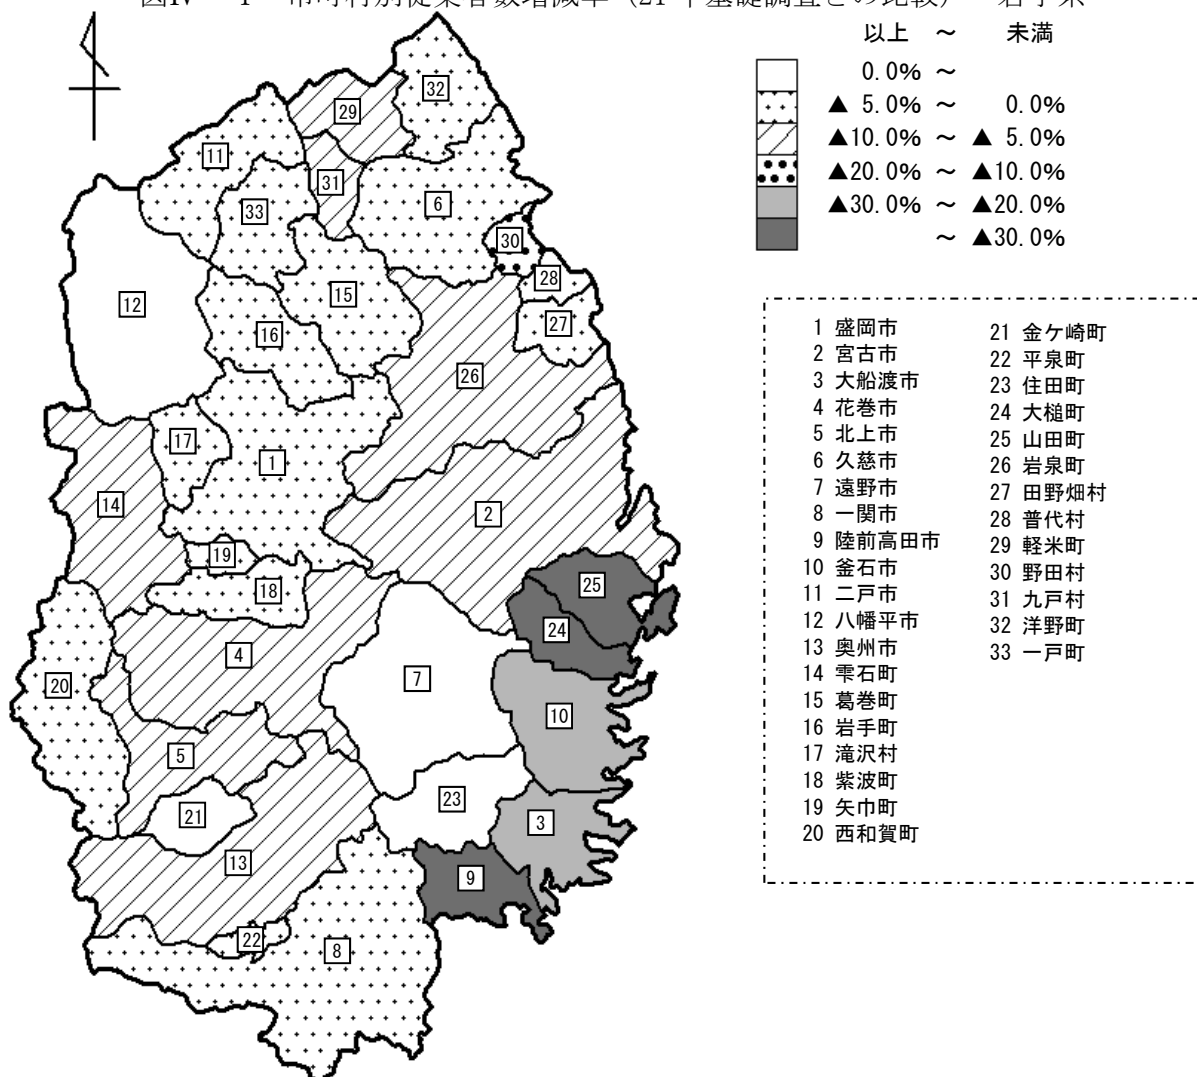 以上 ～ 未満
0.0% ～
▲ 5.0% ～ 0.0%
▲10.0% ～ ▲ 5.0%
▲20.0% ～ ▲10.0%
▲30.0% ～ ▲20.0%
～ ▲30.0%
32
29
11
31
33
6
30
28
12
15
27
16
26
17
1
14
2
19
18
25
24
4
7
20
10
5
23
21
3
13
9
22
8
1 盛岡市
2 宮古市
3 大船渡市
4 花巻市
5 北上市
6 久慈市
7 遠野市
8 一関市
9 陸前高田市
10 釜石市
11 二戸市
12 八幡平市
13 奥州市
14 雫石町
15 葛巻町
16 岩手町
17 滝沢村
18 紫波町
19 矢巾町
20 西和賀町
21 金ケ崎町
22 平泉町
23 住田町
24 大槌町
25 山田町
26 岩泉町
27 田野畑村
28 普代村
29 軽米町
30 野田村
31 九戸村
32 洋野町
33 一戸町